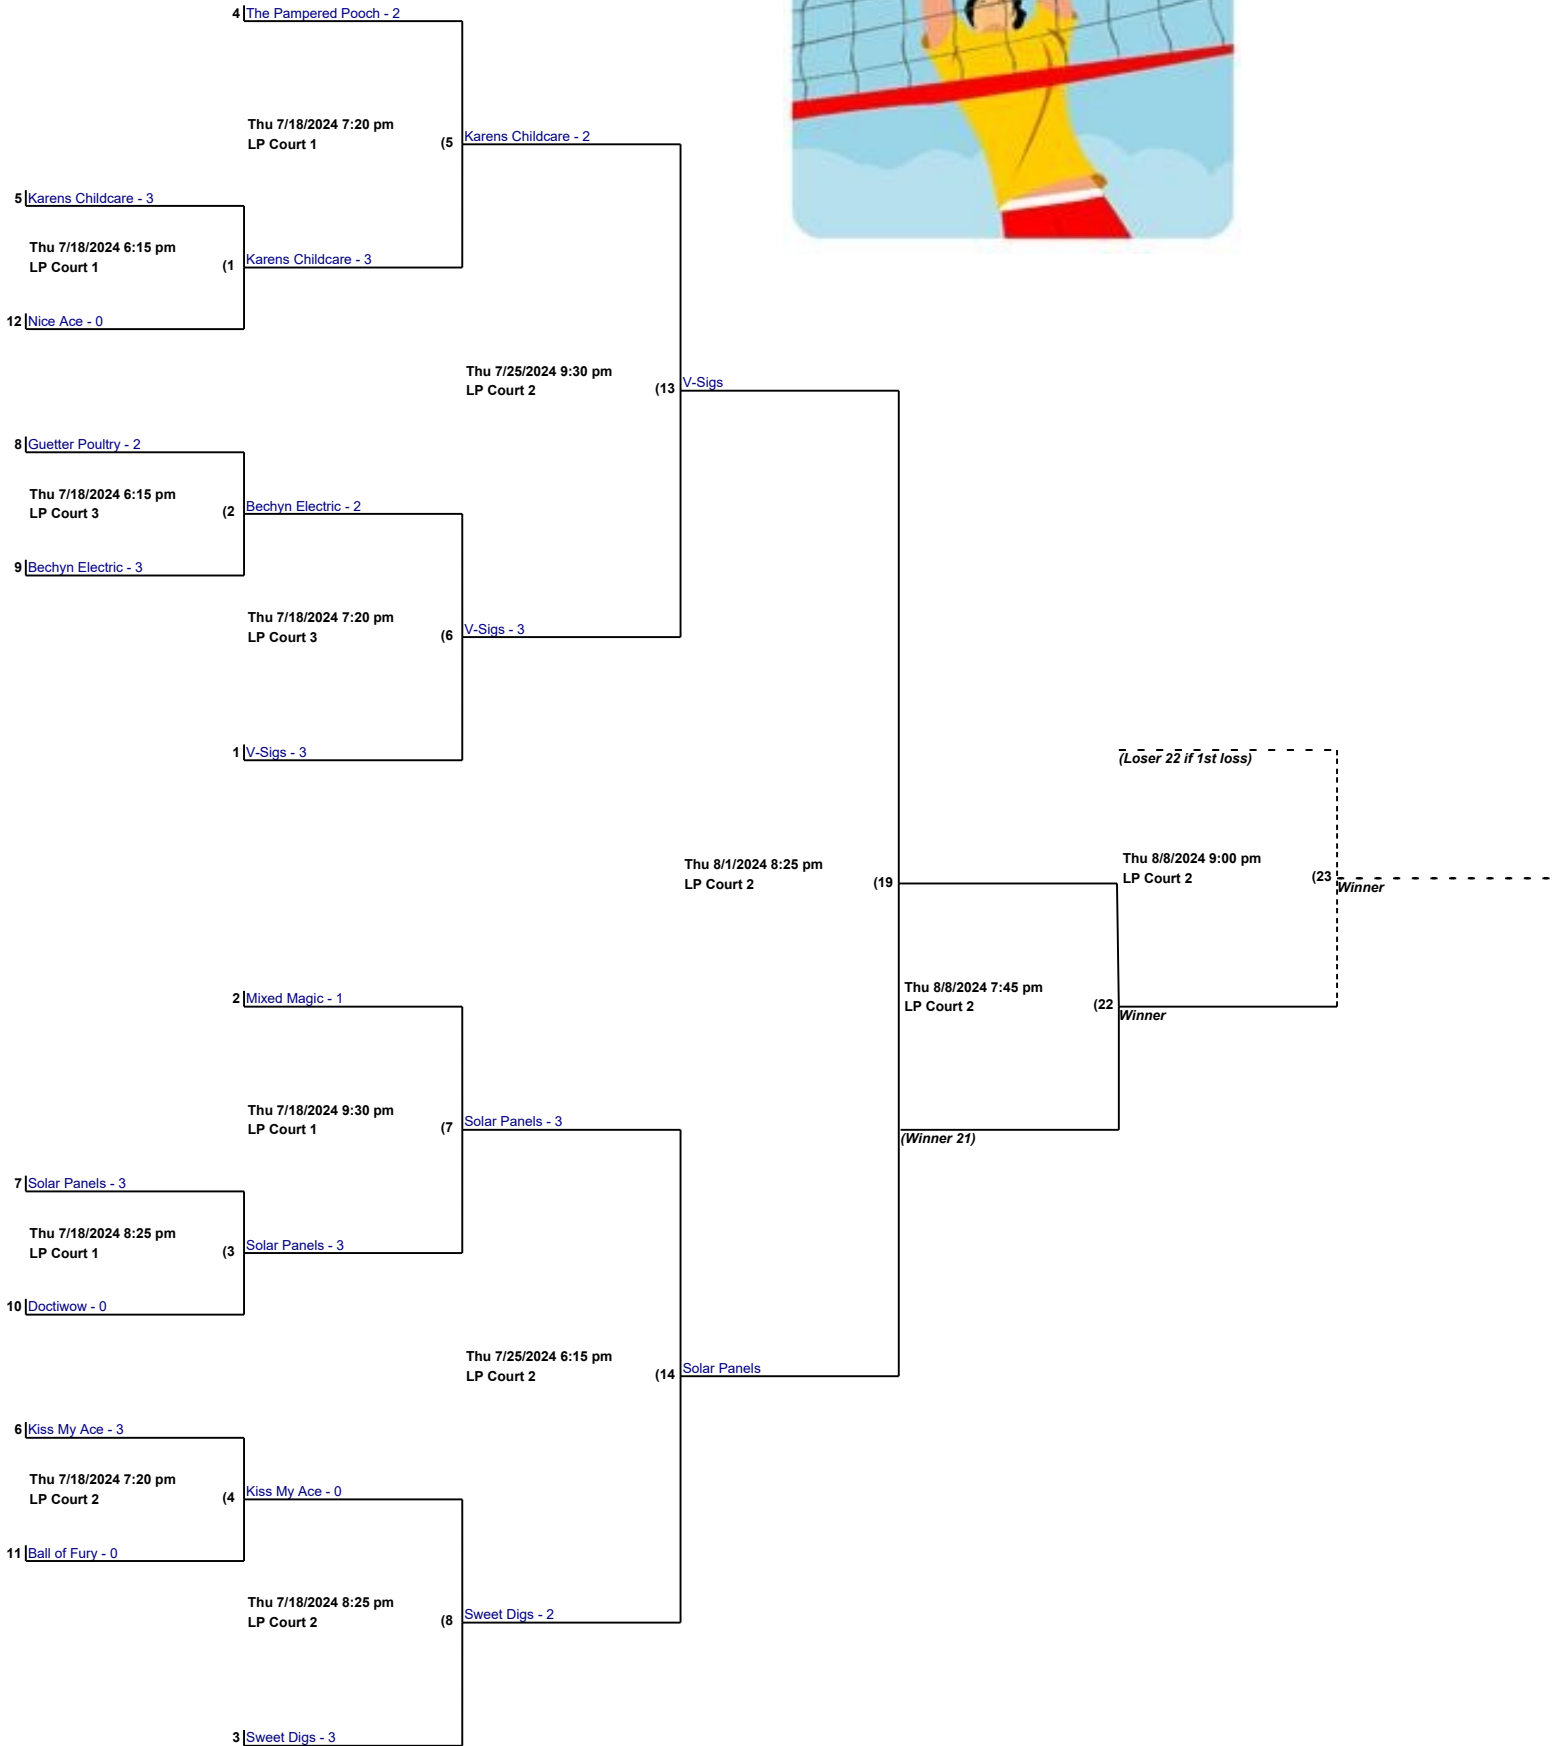 4 The Pampered Pooch - 2
Thu 7/18/2024 7:20 pm
LP Court 1 (5
Karens Childcare - 2
5 Karens Childcare - 3
Thu 7/18/2024 6:15 pm
LP Court 1 (1
Karens Childcare - 3
12 Nice Ace - 0
Thu 7/25/2024 9:30 pm
LP Court 2 (13
V-Sigs
8 Guetter Poultry - 2
Thu 7/18/2024 6:15 pm
LP Court 3 (2
Bechyn Electric - 2
9 Bechyn Electric - 3
Thu 7/18/2024 7:20 pm
LP Court 3 (6
V-Sigs - 3
1 V-Sigs - 3
(Loser 22 if 1st loss)
Thu 8/1/2024 8:25 pm
LP Court 2 (19
Thu 8/8/2024 9:00 pm
LP Court 2 (23
Winner
2 Mixed Magic - 1
Thu 8/8/2024 7:45 pm
LP Court 2 (22
Winner
Thu 7/18/2024 9:30 pm
LP Court 1 (7
Solar Panels - 3
(Winner 21)
7 Solar Panels - 3
Thu 7/18/2024 8:25 pm
LP Court 1 (3
Solar Panels - 3
10 Doctiwow - 0
Thu 7/25/2024 6:15 pm
LP Court 2 (14
Solar Panels
6 Kiss My Ace - 3
Thu 7/18/2024 7:20 pm
LP Court 2 (4
Kiss My Ace - 0
11 Ball of Fury - 0
Thu 7/18/2024 8:25 pm
LP Court 2 (8
Sweet Digs - 2
3 Sweet Digs - 3